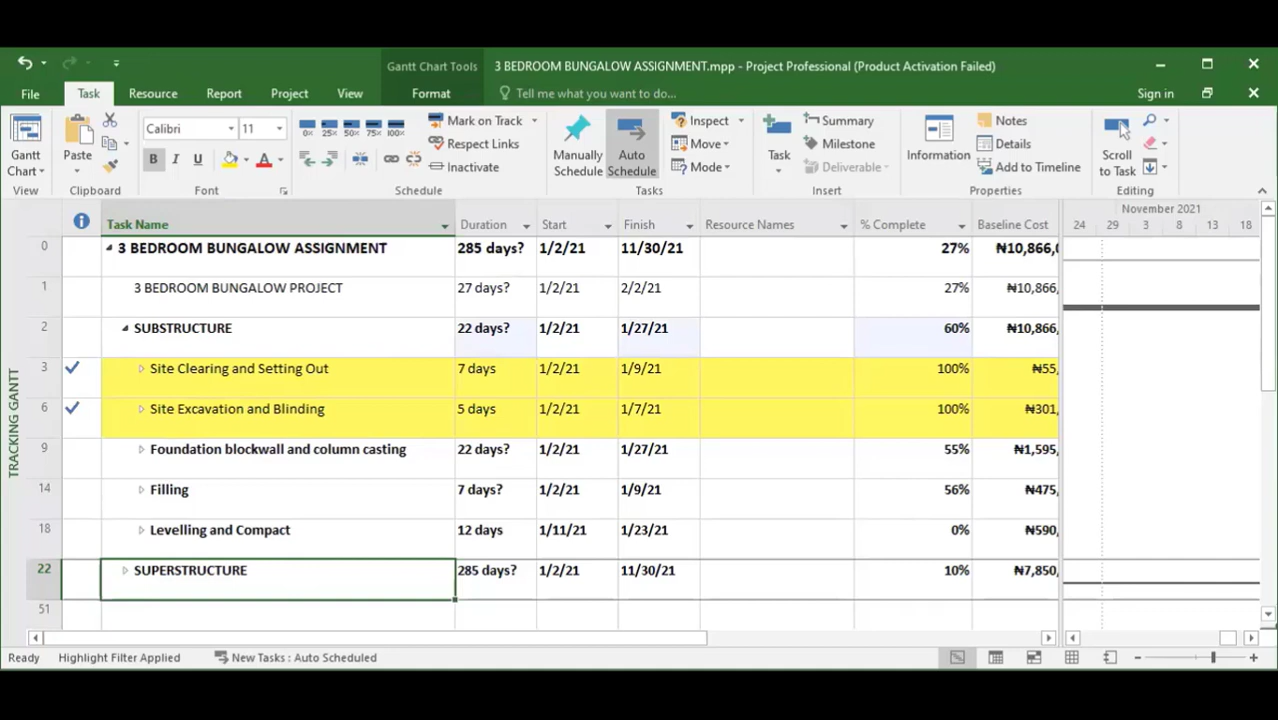 Gantt Chart Tools
3 BEDROOM BUNGALOW ASSIGNMENT.mpp - Project Professional (Product Activation Failed)
File Task Resource Report Project View Format Tell me what you want to do... Sign in
Gantt Chart
View
Paste
Clipboard
Calibri 11
B I U A
Font
0% 25% 50% 75% 100%
Mark on Track
Respect Links
Inactivate
Schedule
Manually Schedule
Auto Schedule
Inspect
Move
Mode
Tasks
Task
Summary
Milestone
Deliverable
Insert
Information
Notes
Details
Add to Timeline
Properties
Scroll to Task
Editing
Task Name Duration Start Finish Resource Names % Complete Baseline Cost
November 2021
24 29 3 8 13 18
0 3 BEDROOM BUNGALOW ASSIGNMENT 285 days? 1/2/21 11/30/21 27% ₦10,866,0
1 3 BEDROOM BUNGALOW PROJECT 27 days? 1/2/21 2/2/21 27% ₦10,866,
2 SUBSTRUCTURE 22 days? 1/2/21 1/27/21 60% ₦10,866,
3 Site Clearing and Setting Out 7 days 1/2/21 1/9/21 100% ₦55,
6 Site Excavation and Blinding 5 days 1/2/21 1/7/21 100% ₦301,
9 Foundation blockwall and column casting 22 days? 1/2/21 1/27/21 55% ₦1,595,
14 Filling 7 days? 1/2/21 1/9/21 56% ₦475,
18 Levelling and Compact 12 days 1/11/21 1/23/21 0% ₦590,
22 SUPERSTRUCTURE 285 days? 1/2/21 11/30/21 10% ₦7,850,
51
TRACKING GANTT
Ready Highlight Filter Applied New Tasks : Auto Scheduled